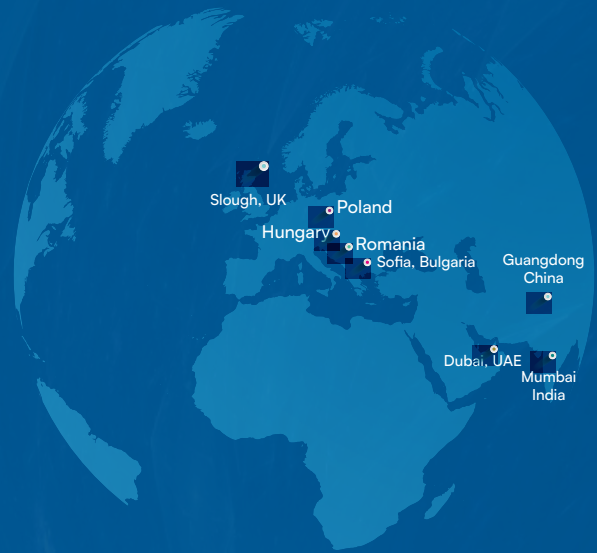 Slough, UK
Poland
Hungary
Romania
Sofia, Bulgaria
Guangdong
China
Dubai, UAE
Mumbai
India